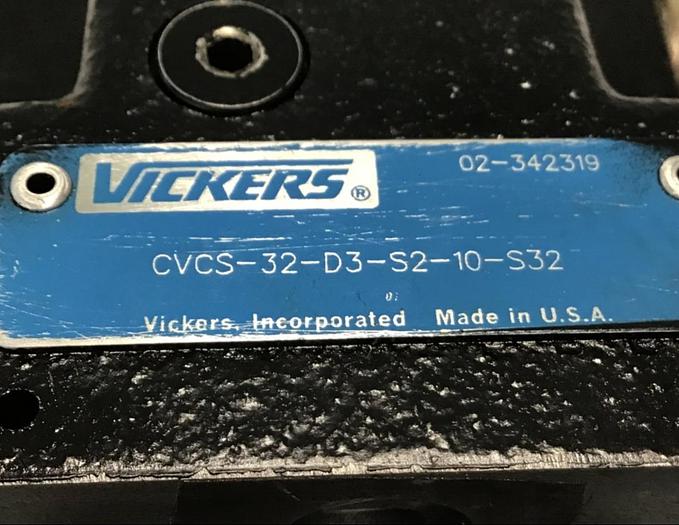 VICKERS® 02-342319
CVCS-32-D3-S2-10-S32
Vickers, Incorporated Made in U.S.A.